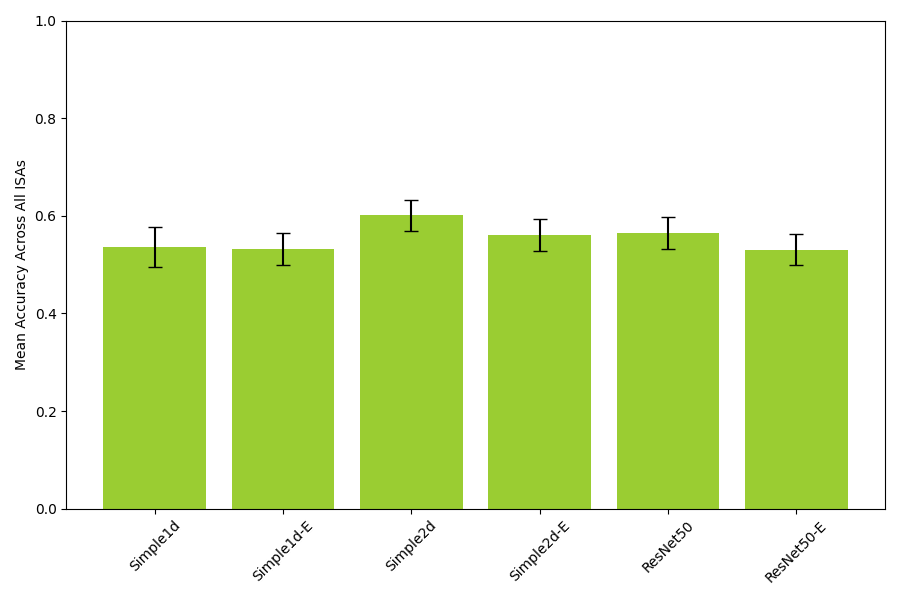 Mean Accuracy Across All ISAs
1.0
0.8
0.6
0.4
0.2
0.0
Simple1d
Simple1d-E
Simple2d
Simple2d-E
ResNet50
ResNet50-E